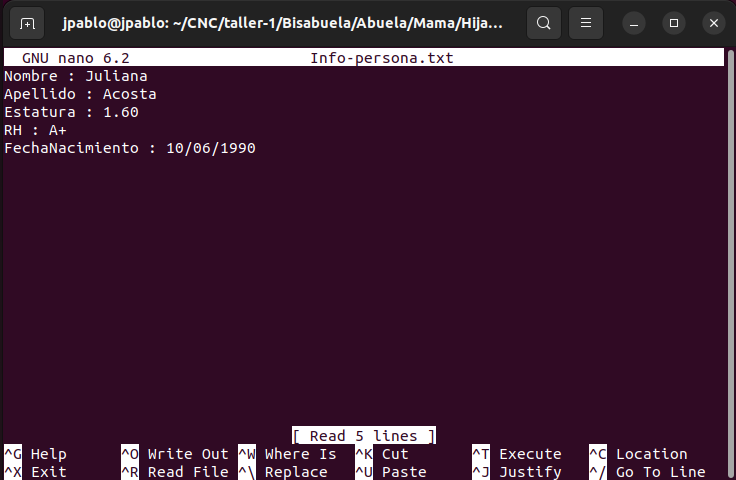 jpablo@jpablo: ~/CNC/taller-1/Bisabuela/Abuela/Mama/Hija...
GNU nano 6.2 Info-persona.txt
Nombre : Juliana
Apellido : Acosta
Estatura : 1.60
RH : A+
FechaNacimiento : 10/06/1990
[ Read 5 lines ]
^G Help ^O Write Out ^W Where Is ^K Cut ^T Execute ^C Location
^X Exit ^R Read File ^\ Replace ^U Paste ^J Justify ^/ Go To Line